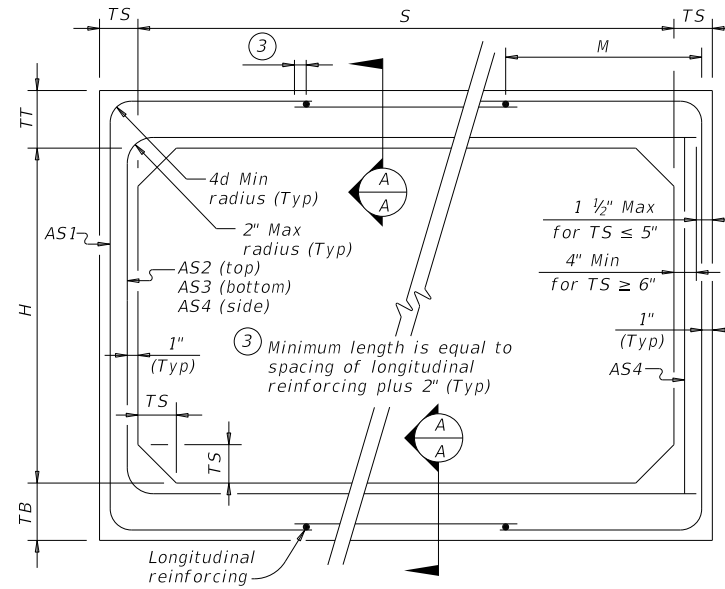 TS
S
TS
3
M
TT
4d Min
radius (Typ)
A
A
AS1
2" Max
radius (Typ)
1 ½" Max
for TS ≤ 5"
AS2 (top)
AS3 (bottom)
AS4 (side)
4" Min
for TS ≥ 6"
H
1"
(Typ)
3
Minimum length is equal to
spacing of longitudinal
reinforcing plus 2" (Typ)
1"
(Typ)
AS4
TS
A
A
TS
TB
Longitudinal
reinforcing